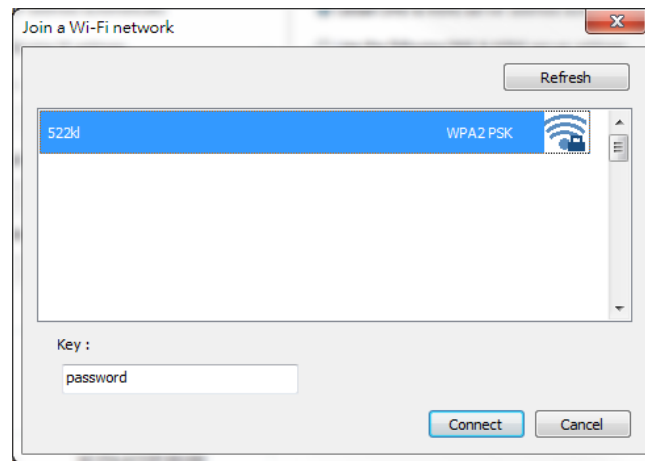 Join a Wi-Fi network
Refresh
522kl WPA2 PSK
Key :
password
Connect Cancel